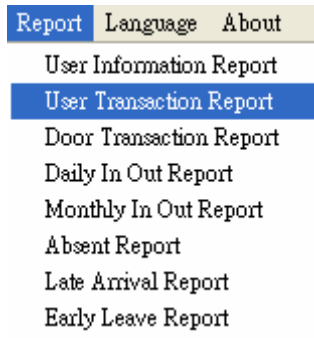 Report Language About
User Information Report
User Transaction Report
Door Transaction Report
Daily In Out Report
Monthly In Out Report
Absent Report
Late Arrival Report
Early Leave Report